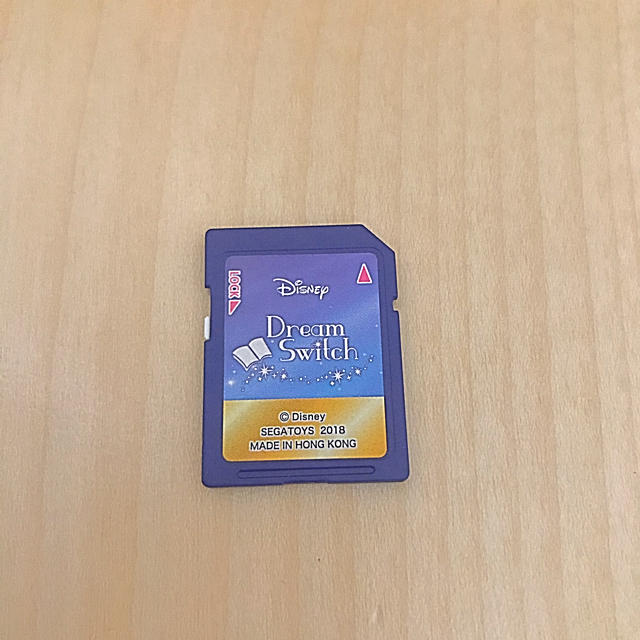 LOCK
Disney
Dream
Switch
© Disney
SEGATOYS 2018
MADE IN HONG KONG